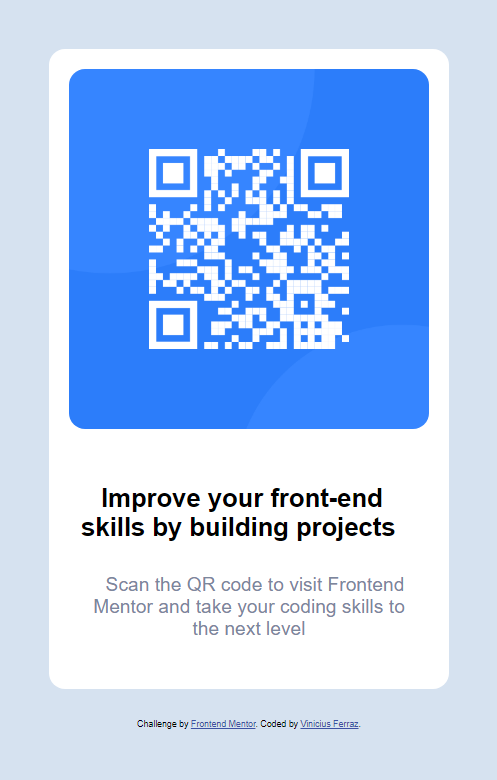 Improve your front-end
skills by building projects
Scan the QR code to visit Frontend
Mentor and take your coding skills to
the next level
Challenge by Frontend Mentor. Coded by Vinicius Ferraz.